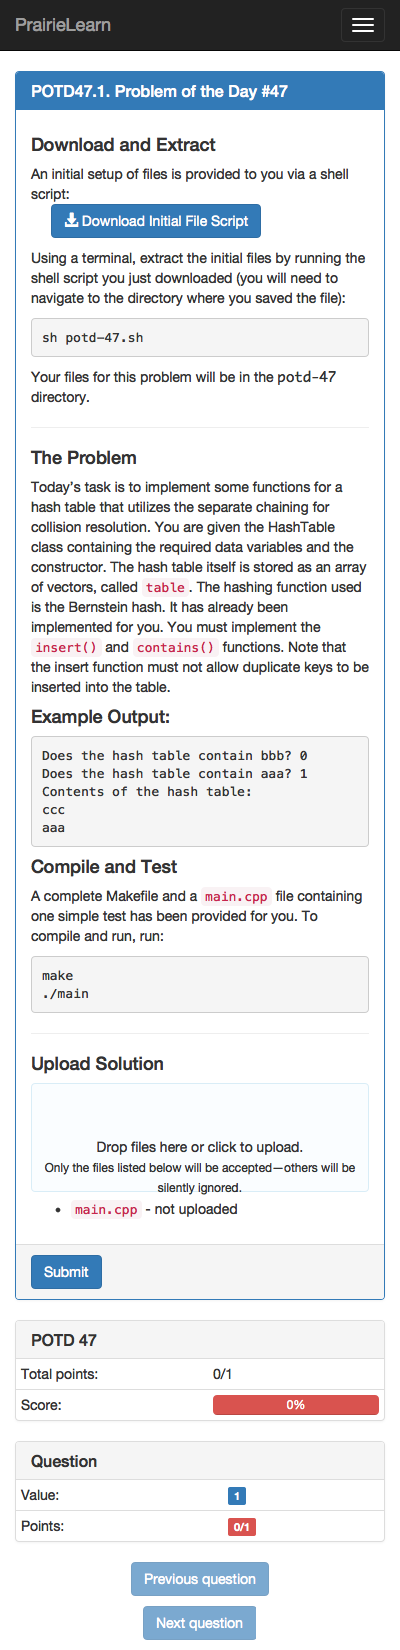 PrairieLearn
POTD47.1. Problem of the Day #47
Download and Extract
An initial setup of files is provided to you via a shell
script:
Download Initial File Script
Using a terminal, extract the initial files by running the
shell script you just downloaded (you will need to
navigate to the directory where you saved the file):
sh potd-47.sh
Your files for this problem will be in the potd-47
directory.
The Problem
Today's task is to implement some functions for a
hash table that utilizes the separate chaining for
collision resolution. You are given the HashTable
class containing the required data variables and the
constructor. The hash table itself is stored as an array
of vectors, called table. The hashing function used
is the Bernstein hash. It has already been
implemented for you. You must implement the
insert() and contains() functions. Note that
the insert function must not allow duplicate keys to be
inserted into the table.
Example Output:
Does the hash table contain bbb? 0
Does the hash table contain aaa? 1
Contents of the hash table:
ccc
aaa
Compile and Test
A complete Makefile and a main.cpp file containing
one simple test has been provided for you. To
compile and run, run:
make
./main
Upload Solution
Drop files here or click to upload.
Only the files listed below will be accepted—others will be
silently ignored.
• main.cpp - not uploaded
Submit
POTD 47
Total points: 0/1
Score: 0%
Question
Value: 1
Points: 0/1
Previous question
Next question